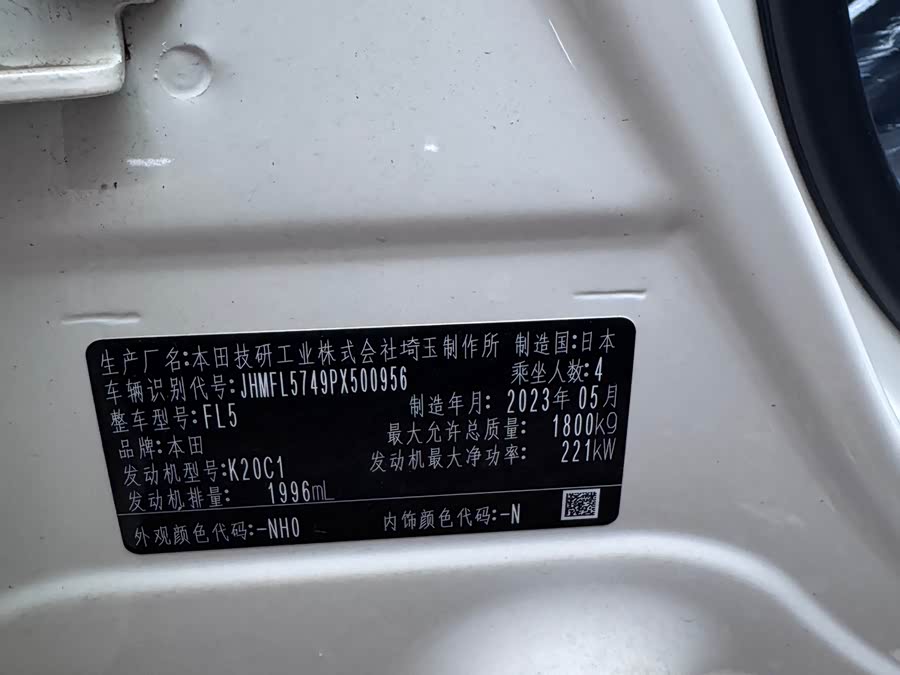 生产厂名:本田技研工业株式会社埼玉制作所 制造国:日本
车辆识别代号:JHMFL5749PX500956 乘坐人数:4
整车型号:FL5 制造年月: 2023年 05月
品牌:本田 最大允许总质量: 1800kg
发动机型号:K20C1 发动机最大净功率: 221kW
发动机排量: 1996mL
外观颜色代码:-NH0 内饰颜色代码:-N